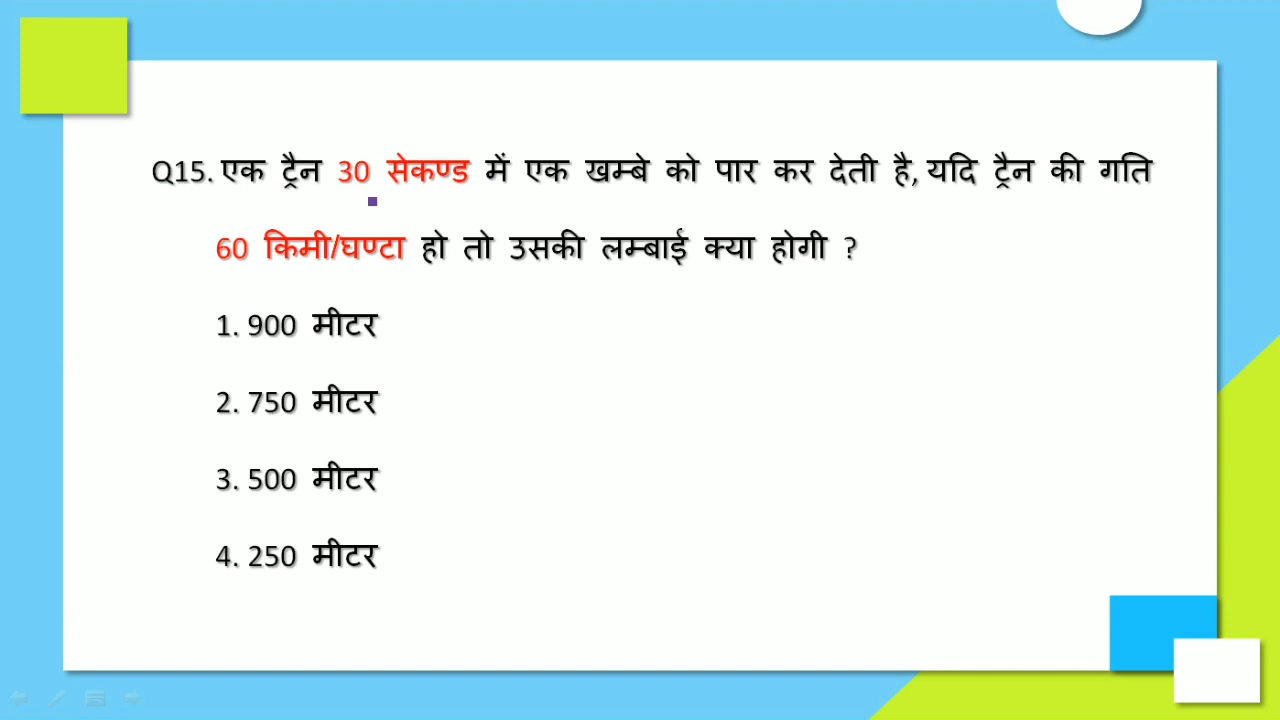 Q15. एक ट्रैन 30 सेकण्ड में एक खम्बे को पार कर देती है, यदि ट्रैन की गति
60 किमी/घण्टा हो तो उसकी लम्बाई क्या होगी ?
1. 900 मीटर
2. 750 मीटर
3. 500 मीटर
4. 250 मीटर